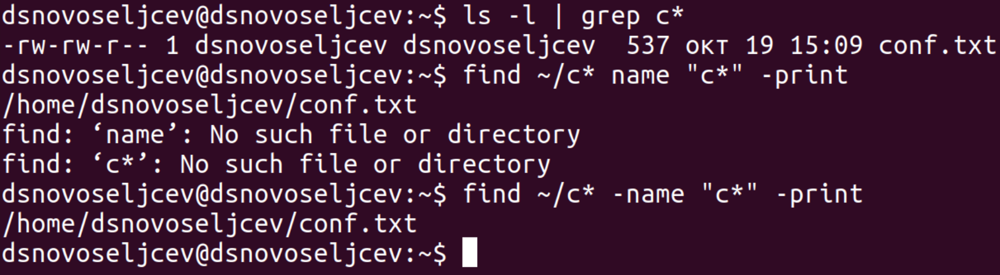 dsnovoseljcev@dsnovoseljcev:~$ ls -l | grep c*
-rw-rw-r-- 1 dsnovoseljcev dsnovoseljcev  537 окт 19 15:09 conf.txt
dsnovoseljcev@dsnovoseljcev:~$ find ~/c* name "c*" -print
/home/dsnovoseljcev/conf.txt
find: ‘name’: No such file or directory
find: ‘c*’: No such file or directory
dsnovoseljcev@dsnovoseljcev:~$ find ~/c* -name "c*" -print
/home/dsnovoseljcev/conf.txt
dsnovoseljcev@dsnovoseljcev:~$